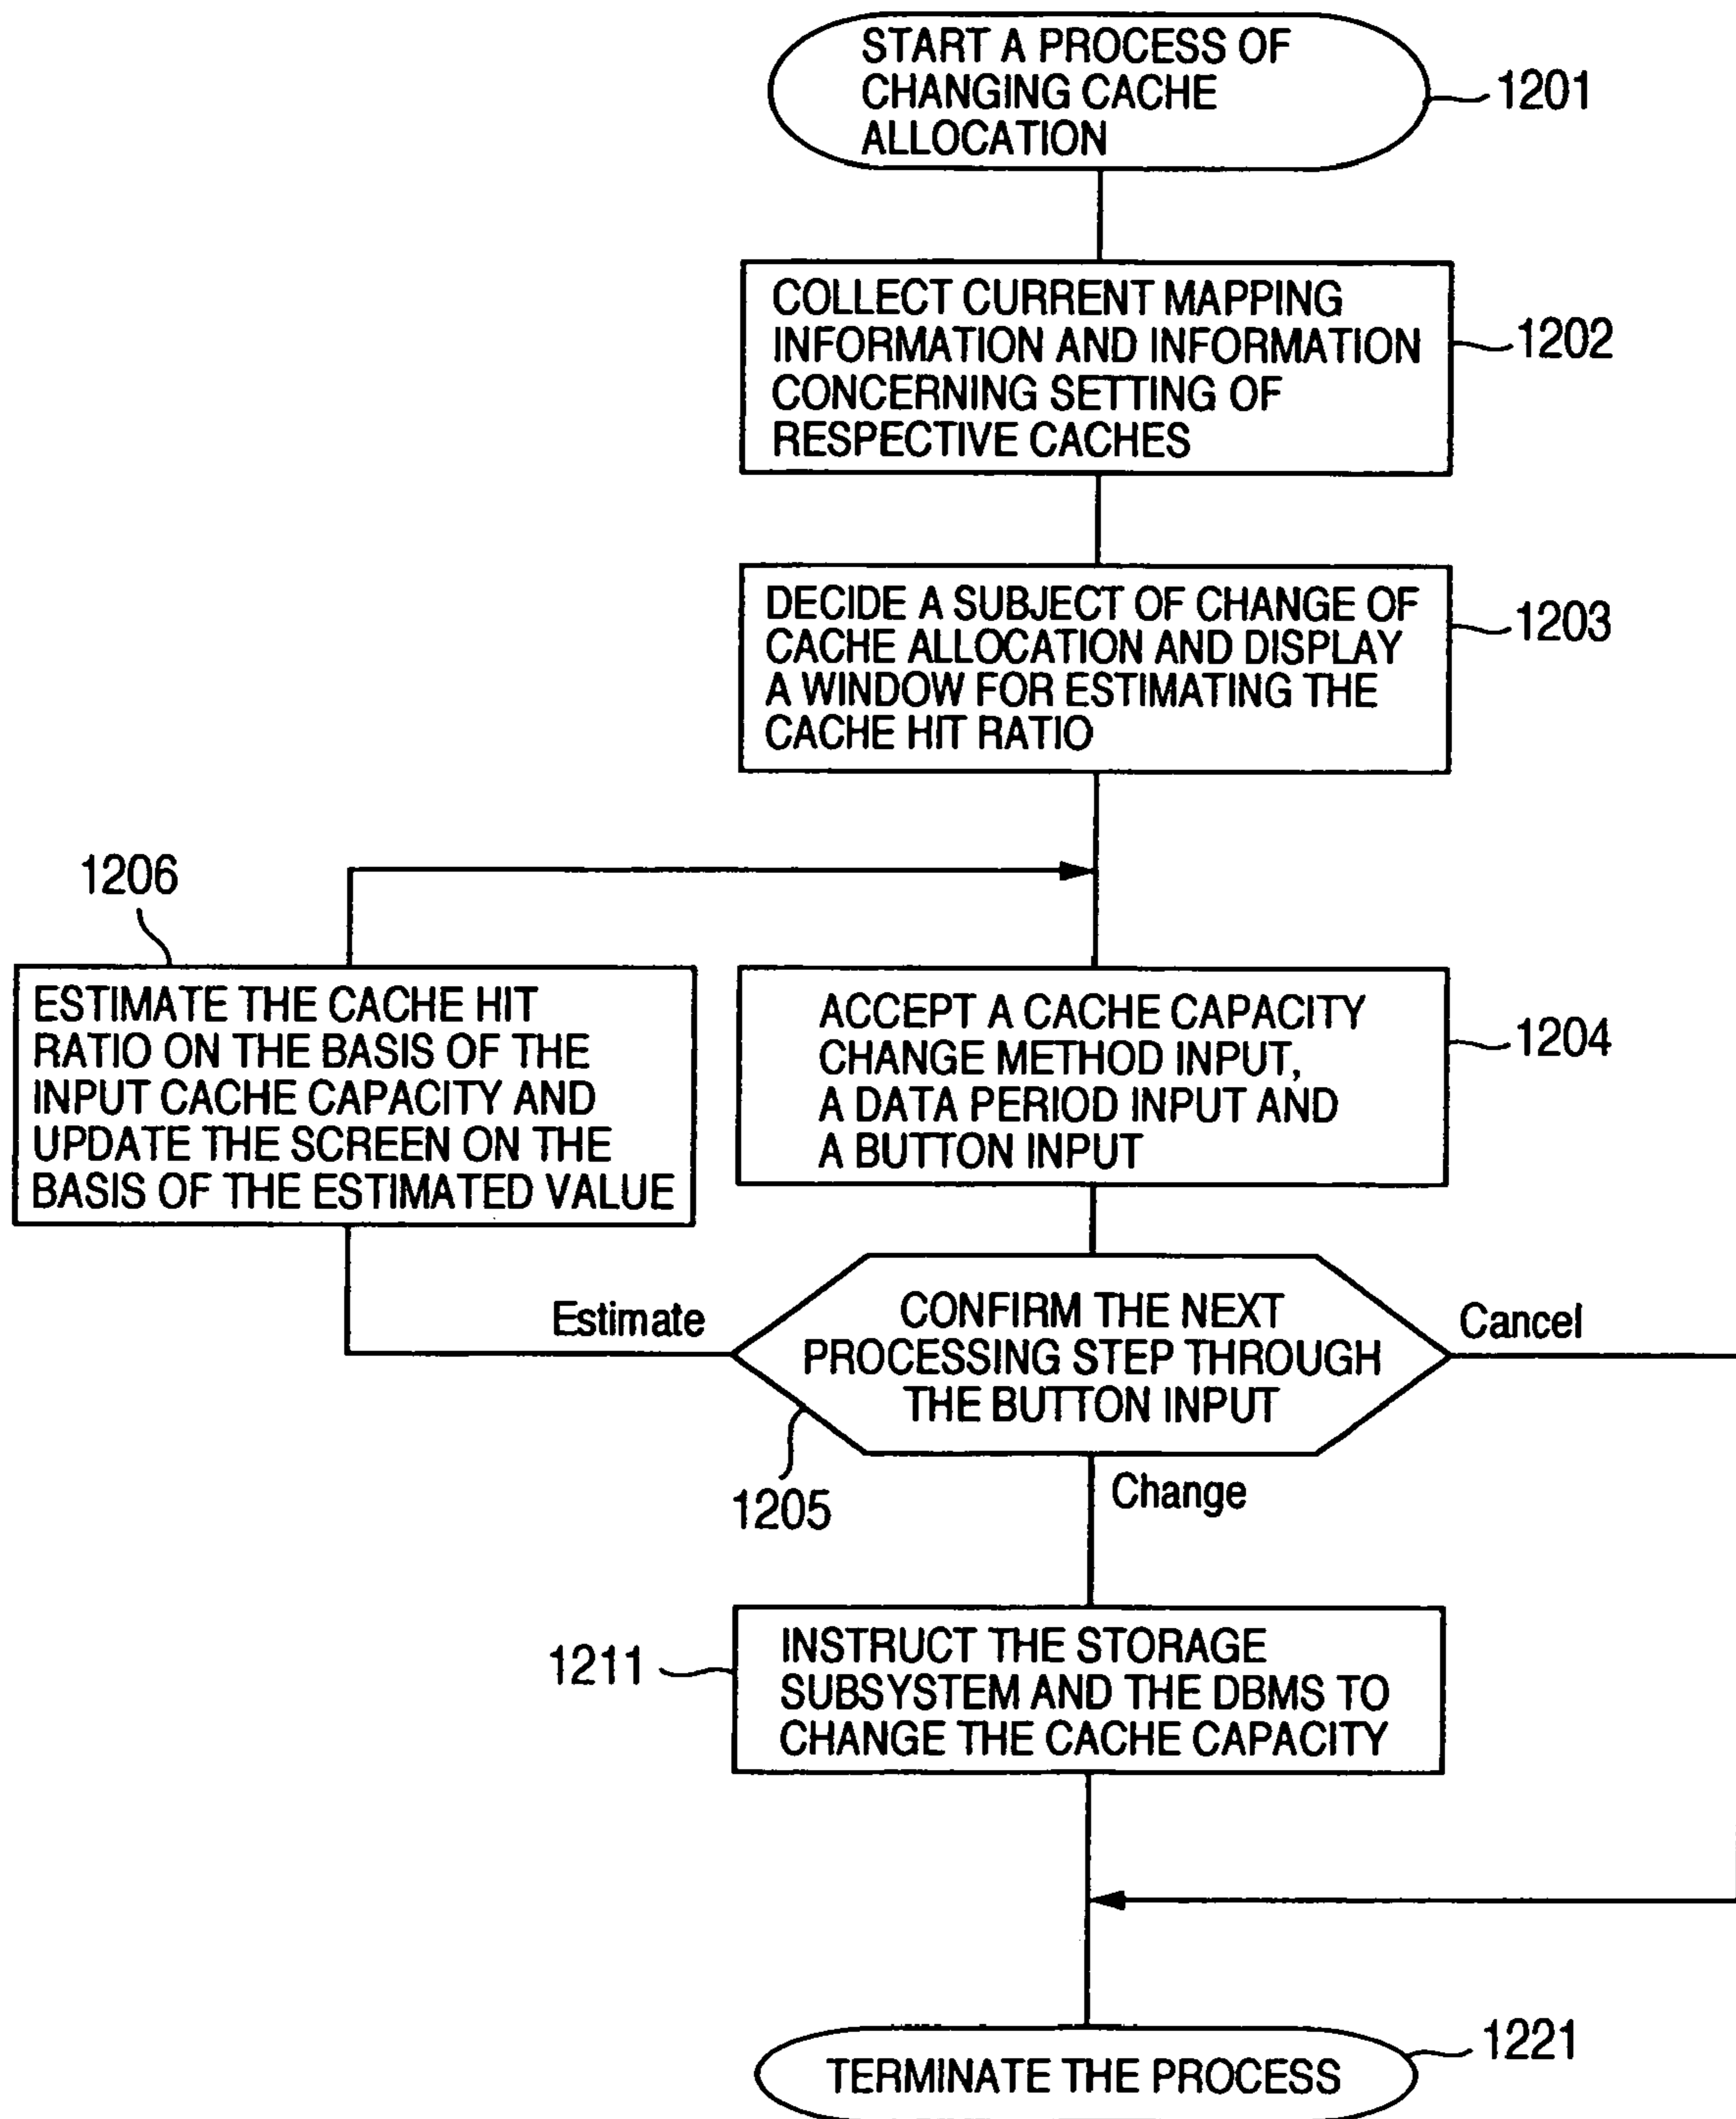 START A PROCESS OF
CHANGING CACHE
ALLOCATION
1201
COLLECT CURRENT MAPPING
INFORMATION AND INFORMATION
CONCERNING SETTING OF
RESPECTIVE CACHES
1202
DECIDE A SUBJECT OF CHANGE OF
CACHE ALLOCATION AND DISPLAY
A WINDOW FOR ESTIMATING THE
CACHE HIT RATIO
1203
1206
ESTIMATE THE CACHE HIT
RATIO ON THE BASIS OF THE
INPUT CACHE CAPACITY AND
UPDATE THE SCREEN ON THE
BASIS OF THE ESTIMATED VALUE
ACCEPT A CACHE CAPACITY
CHANGE METHOD INPUT,
A DATA PERIOD INPUT AND
A BUTTON INPUT
1204
Estimate
CONFIRM THE NEXT
PROCESSING STEP THROUGH
THE BUTTON INPUT
Cancel
1205
Change
1211
INSTRUCT THE STORAGE
SUBSYSTEM AND THE DBMS TO
CHANGE THE CACHE CAPACITY
1221
TERMINATE THE PROCESS